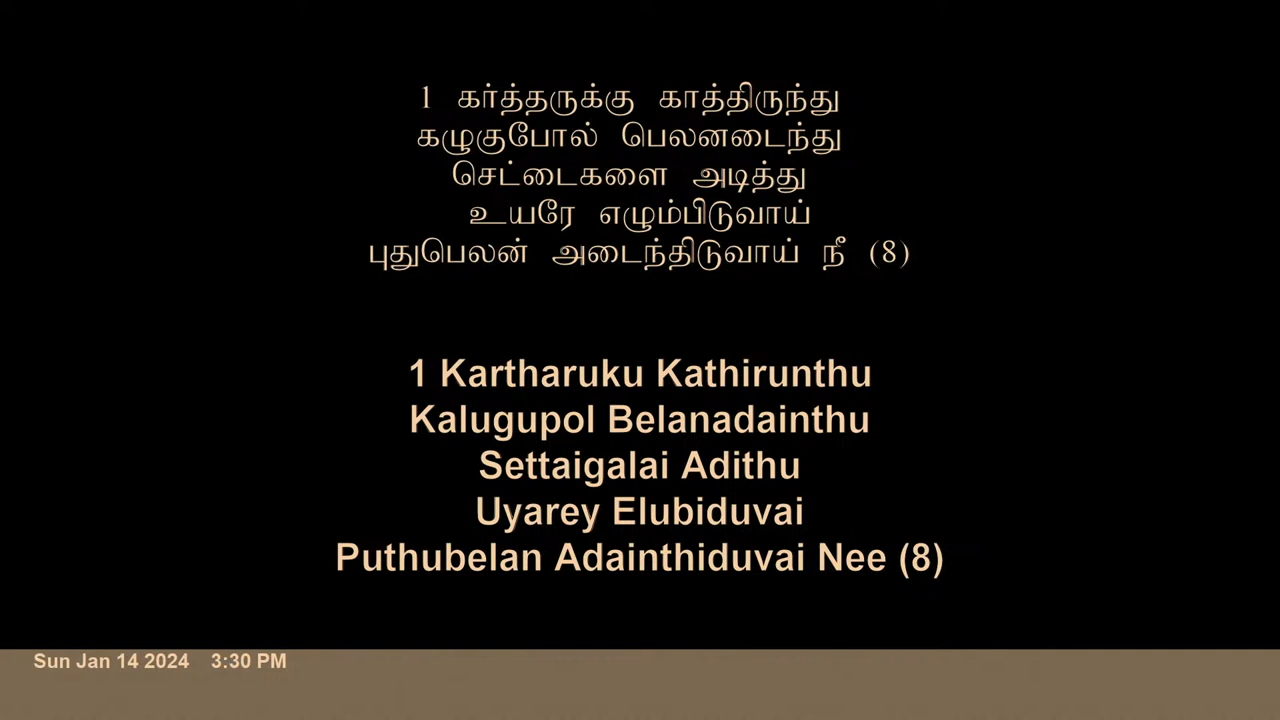 1 கர்த்தருக்கு காத்திருந்து
கழுகுபோல் பெலனடைந்து
செட்டைகளை அடித்து
உயரே எழும்பிடுவாய்
புதுபெலன் அடைந்திடுவாய் நீ (8)
1 Kartharuku Kathirunthu
Kalugupol Belanadainthu
Settaigalai Adithu
Uyarey Elubiduvai
Puthubelan Adainthiduvai Nee (8)
Sun Jan 14 2024 3:30 PM